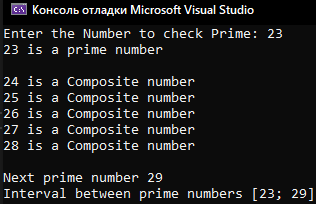 Консоль отладки Microsoft Visual Studio
Enter the Number to check Prime: 23
23 is a prime number
24 is a Composite number
25 is a Composite number
26 is a Composite number
27 is a Composite number
28 is a Composite number
Next prime number 29
Interval between prime numbers [23; 29]